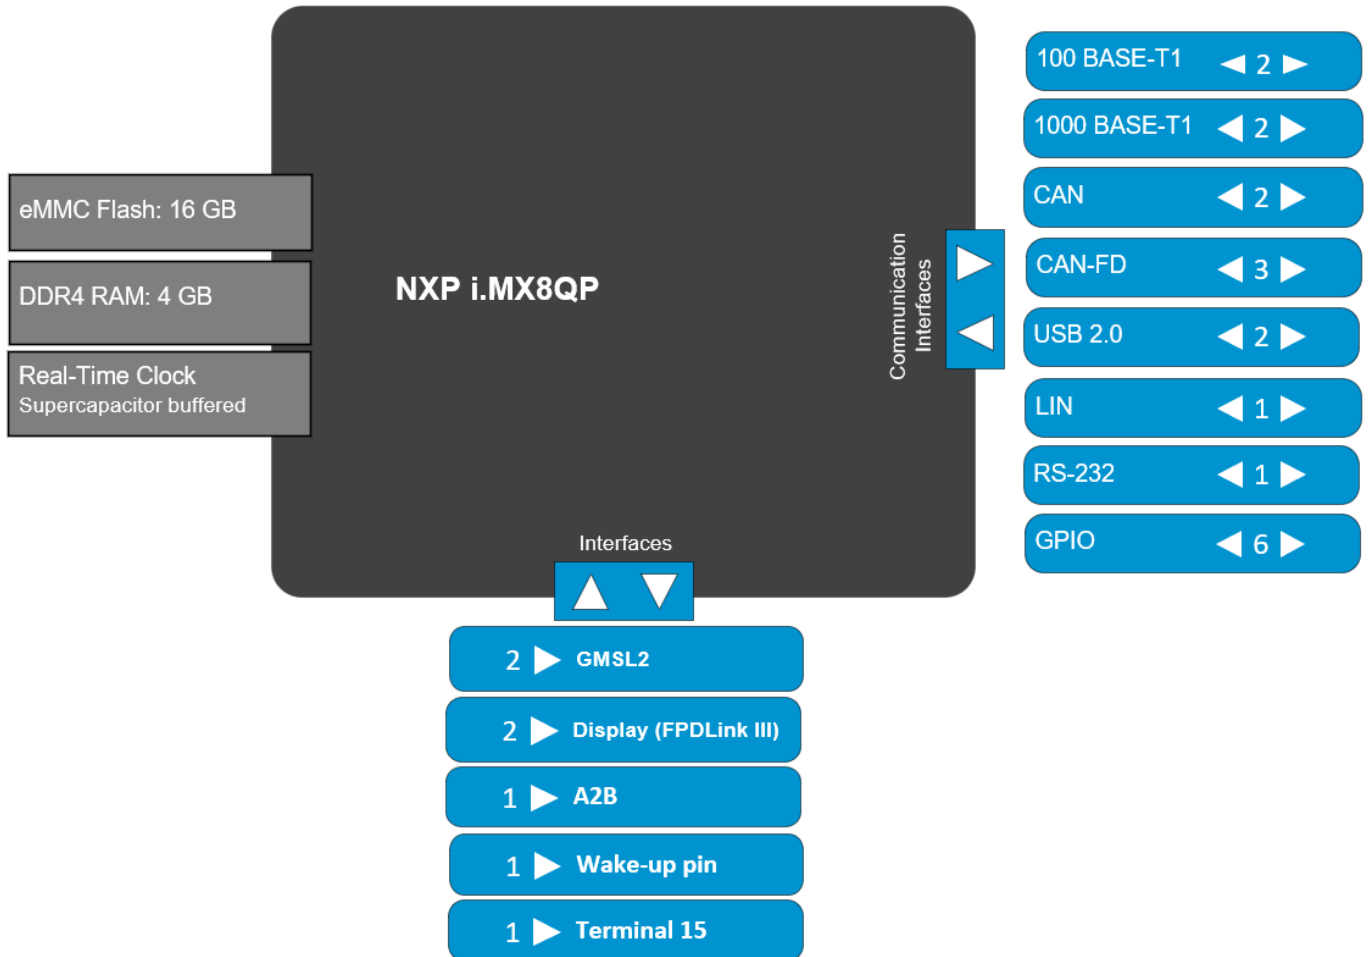 eMMC Flash: 16 GB
DDR4 RAM: 4 GB
Real-Time Clock
Supercapacitor buffered
NXP i.MX8QP
Communication
Interfaces
100 BASE-T1 2
1000 BASE-T1 2
CAN 2
CAN-FD 3
USB 2.0 2
LIN 1
RS-232 1
GPIO 6
Interfaces
2 GMSL2
2 Display (FPDLink III)
1 A2B
1 Wake-up pin
1 Terminal 15